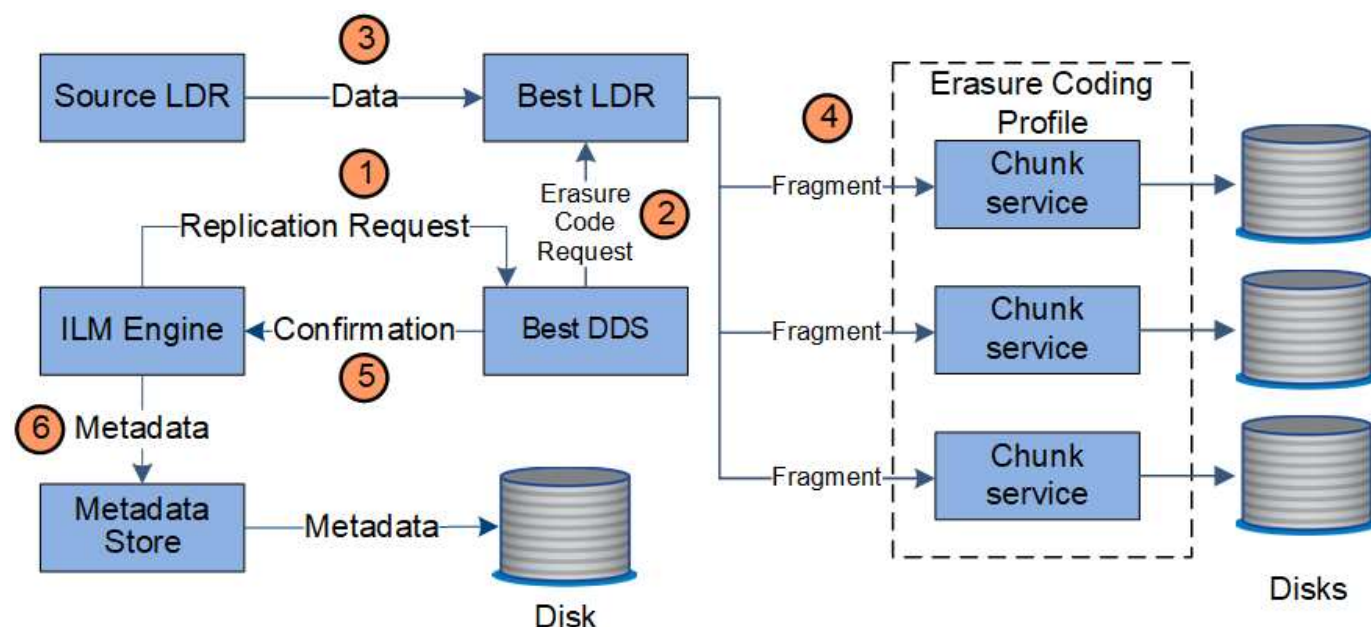 3
Source LDR
Data
Best LDR
Erasure Coding
Profile
4
Chunk
service
Fragment
1
Replication Request
Erasure
Code
Request
2
ILM Engine
Confirmation
Best DDS
Fragment
Chunk
service
5
6
Metadata
Fragment
Chunk
service
Metadata
Store
Metadata
Disk
Disks